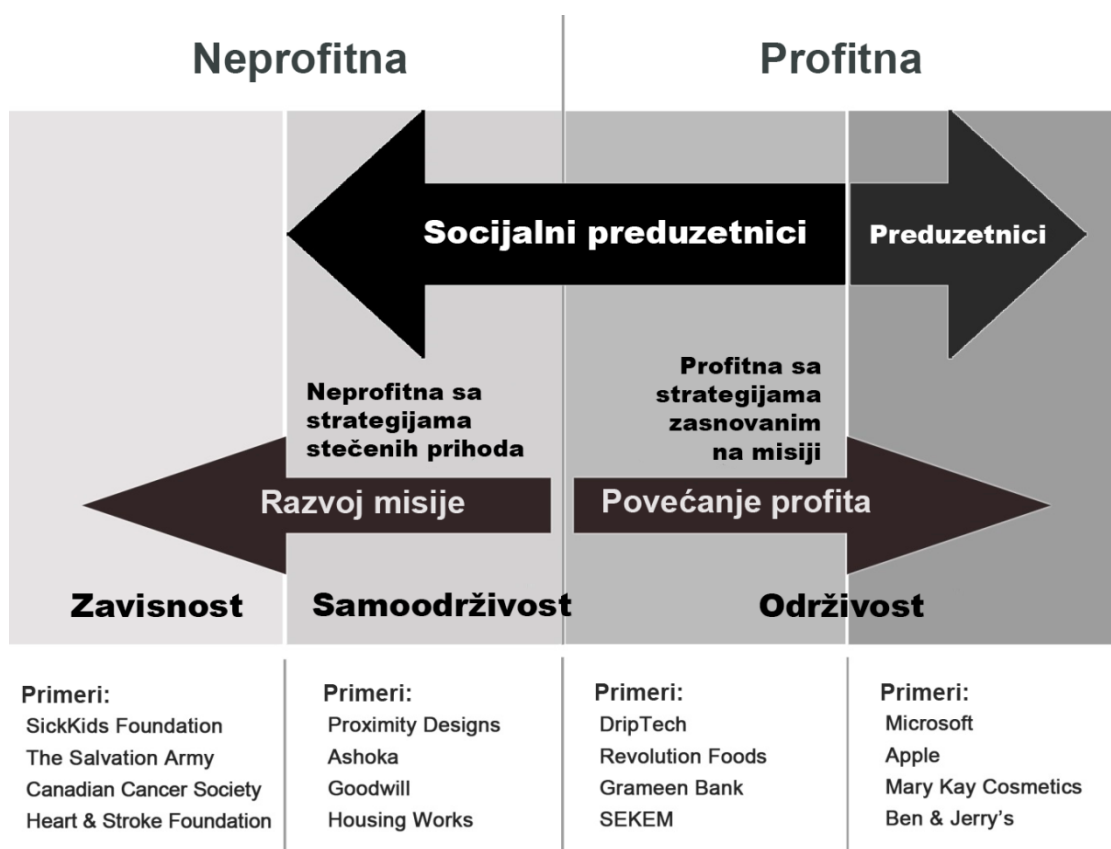 Neprofitna
Profitna
Socijalni preduzetnici
Preduzetnici
Neprofitna sa
strategijama
stečenih prihoda
Profitna sa
strategijama
zasnovanim
na misiji
Razvoj misije
Povećanje profita
Zavisnost
Samoodrživost
Održivost
Primeri:
SickKids Foundation
The Salvation Army
Canadian Cancer Society
Heart & Stroke Foundation
Primeri:
Proximity Designs
Ashoka
Goodwill
Housing Works
Primeri:
DripTech
Revolution Foods
Grameen Bank
SEKEM
Primeri:
Microsoft
Apple
Mary Kay Cosmetics
Ben & Jerry's